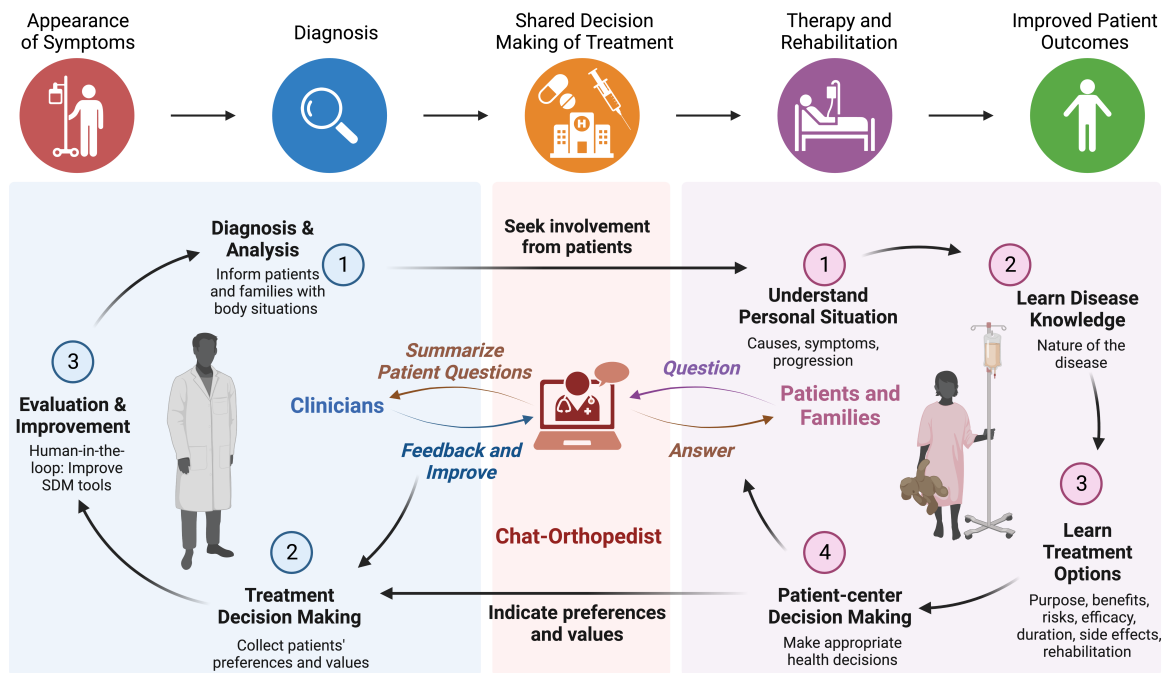 Appearance
of Symptoms
Diagnosis
Shared Decision
Making of Treatment
Therapy and
Rehabilitation
Improved Patient
Outcomes
H
Diagnosis &
Analysis
1
Inform patients
and families with
body situations
3
Evaluation &
Improvement
Human-in-the-
loop: Improve
SDM tools
Clinicians
2
Treatment
Decision Making
Collect patients'
preferences and values
Seek involvement
from patients
Summarize
Patient Questions
Feedback and
Improve
Question
Answer
Chat-Orthopedist
Indicate preferences
and values
1
Understand
Personal Situation
Causes, symptoms,
progression
Patients and
Families
2
Learn Disease
Knowledge
Nature of the
disease
3
Learn
Treatment
Options
Purpose, benefits,
risks, efficacy,
duration, side effects,
rehabilitation
4
Patient-center
Decision Making
Make appropriate
health decisions